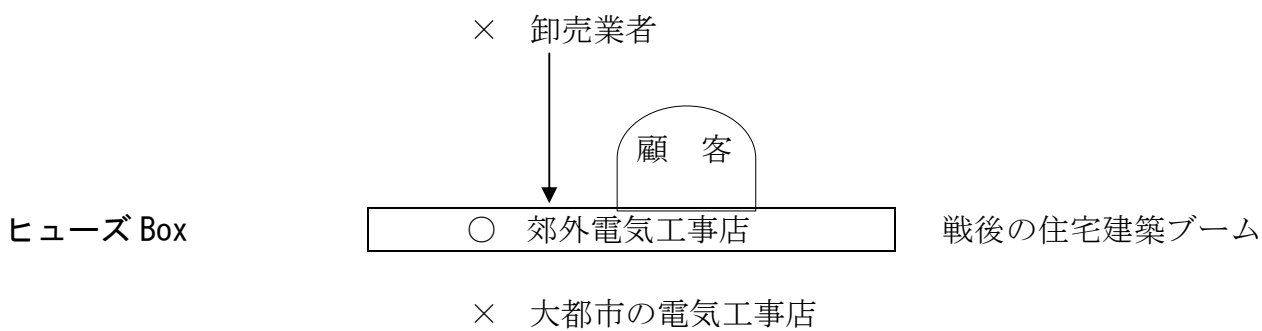 × 卸売業者
顧 客
ヒューズ Box ○ 郊外電気工事店 戦後の住宅建築ブーム
× 大都市の電気工事店